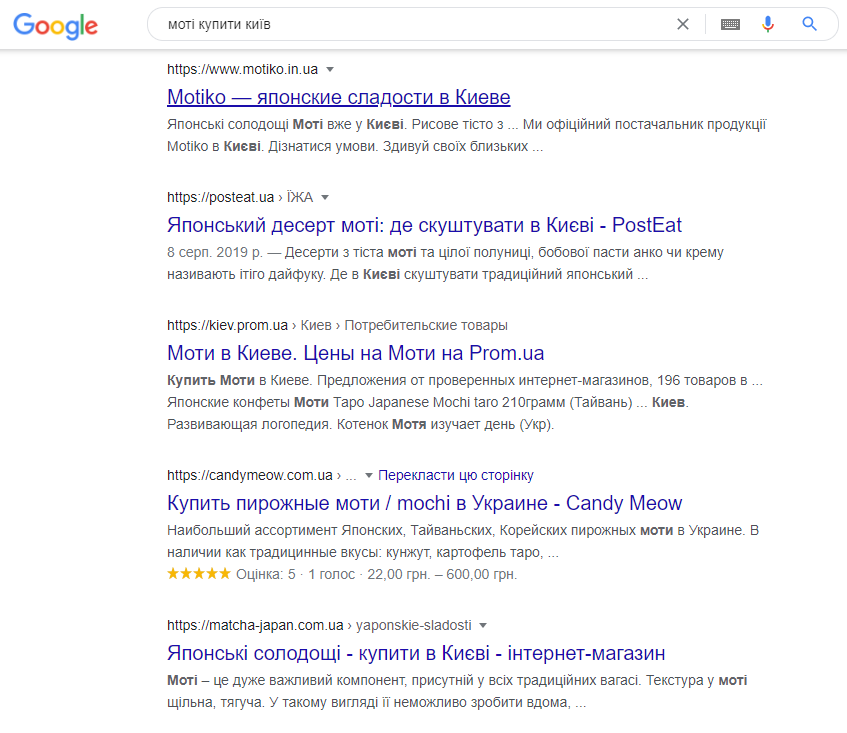 Google
моті купити київ
https://www.motiko.in.ua
Motiko — японские сладости в Киеве
Японські солодощі Моті вже у Києві. Рисове тісто з ... Ми офіційний постачальник продукції
Motiko в Києві. Дізнатися умови. Здивуй своїх близьких ...
https://posteat.ua › ЇЖА
Японський десерт моті: де скуштувати в Києві - PostEat
8 серп. 2019 р. — Десерти з тіста моті та цілої полуниці, бобової пасти анко чи крему
називають ітіго дайфуку. Де в Києві скуштувати традиційний японський ...
https://kiev.prom.ua › Киев › Потребительские товары
Моти в Киеве. Цены на Моти на Prom.ua
Купить Моти в Киеве. Предложения от проверенных интернет-магазинов, 196 товаров в ...
Японские конфеты Моти Таро Japanese Mochi taro 210грамм (Тайвань) ... Киев.
Развивающая логопедия. Котенок Мотя изучает день (Укр).
https://candymeow.com.ua › ... Перекласти цю сторінку
Купить пирожные моти / mochi в Украине - Candy Meow
Наибольший ассортимент Японских, Тайваньских, Корейских пирожных моти в Украине. В
наличии как традицинные вкусы: кунжут, картофель таро, ...
Оцінка: 5 · 1 голос · 22,00 грн. – 600,00 грн.
https://matcha-japan.com.ua › yaponskie-sladosti
Японські солодощі - купити в Києві - інтернет-магазин
Моті – це дуже важливий компонент, присутній у всіх традиційних вагасі. Текстура у моті
щільна, тягуча. У такому вигляді її неможливо зробити вдома, ...